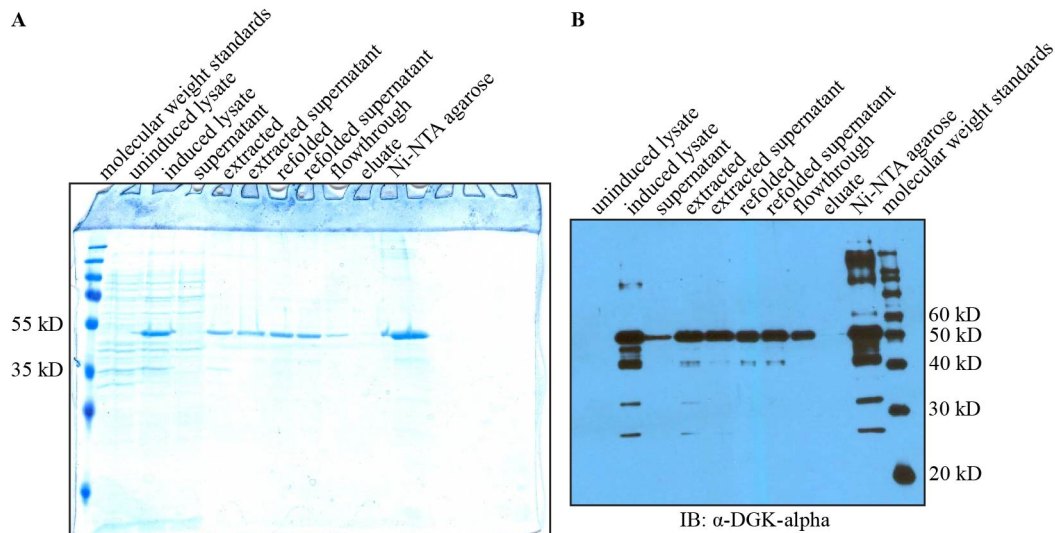 A
molecular weight standards
uninduced lysate
induced lysate
supernatant
extracted
extracted supernatant
refolded
refolded supernatant
flowthrough
eluate
Ni-NTA agarose
55 kD
35 kD
B
uninduced lysate
induced lysate
supernatant
extracted
extracted supernatant
refolded
refolded supernatant
flowthrough
eluate
Ni-NTA agarose
molecular weight standards
60 kD
50 kD
40 kD
30 kD
20 kD
IB: α-DGK-alpha